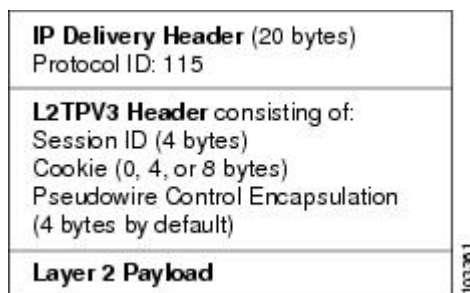 IP Delivery Header (20 bytes)
Protocol ID: 115
L2TPV3 Header consisting of:
Session ID (4 bytes)
Cookie (0, 4, or 8 bytes)
Pseudowire Control Encapsulation
(4 bytes by default)
Layer 2 Payload